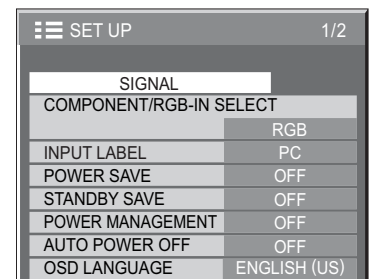 SET UP 1/2
SIGNAL
COMPONENT/RGB-IN SELECT
RGB
INPUT LABEL PC
POWER SAVE OFF
STANDBY SAVE OFF
POWER MANAGEMENT OFF
AUTO POWER OFF OFF
OSD LANGUAGE ENGLISH (US)